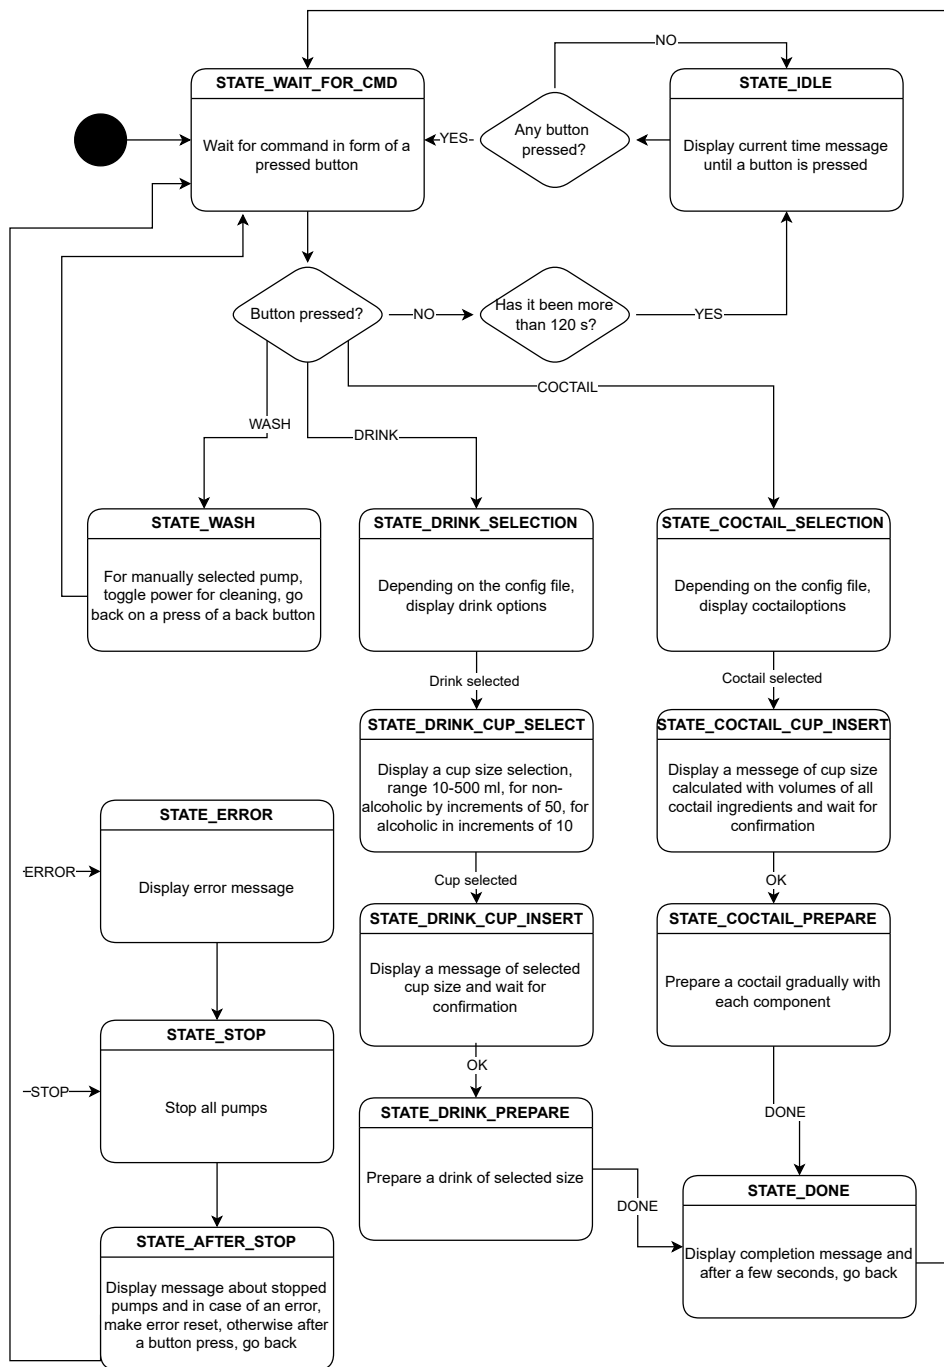 NO
STATE_WAIT_FOR_CMD
STATE_IDLE
Wait for command in form of a
pressed button
YES
Any button
pressed?
Display current time message
until a button is pressed
Button pressed?
NO
Has it been more
than 120 s?
YES
COCTAIL
WASH
DRINK
STATE_WASH
For manually selected pump,
toggle power for cleaning, go
back on a press of a back button
STATE_DRINK_SELECTION
Depending on the config file,
display drink options
STATE_COCTAIL_SELECTION
Depending on the config file,
display coctailoptions
Drink selected
Coctail selected
STATE_DRINK_CUP_SELECT
Display a cup size selection,
range 10-500 ml, for non-
alcoholic by increments of 50, for
alcoholic in increments of 10
STATE_COCTAIL_CUP_INSERT
Display a messege of cup size
calculated with volumes of all
coctail ingredients and wait for
confirmation
STATE_ERROR
ERROR
Display error message
Cup selected
OK
STATE_DRINK_CUP_INSERT
Display a message of selected
cup size and wait for
confirmation
STATE_COCTAIL_PREPARE
Prepare a coctail gradually with
each component
STATE_STOP
STOP
Stop all pumps
OK
STATE_DRINK_PREPARE
Prepare a drink of selected size
DONE
DONE
STATE_DONE
Display completion message and
after a few seconds, go back
STATE_AFTER_STOP
Display message about stopped
pumps and in case of an error,
make error reset, otherwise after
a button press, go back